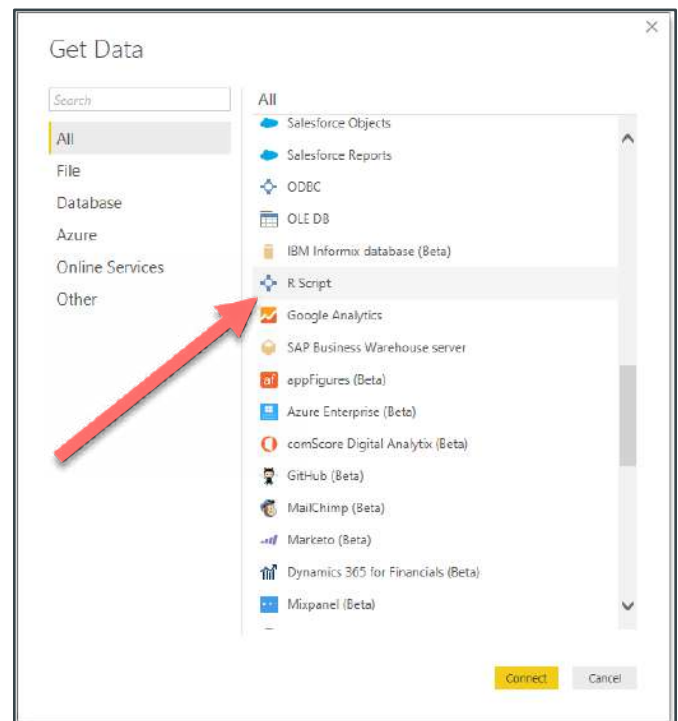 Get Data
Search
All
File
Database
Azure
Online Services
Other
All
Salesforce Objects
Salesforce Reports
ODBC
OLE DB
IBM Informix database (Beta)
R Script
Google Analytics
SAP Business Warehouse server
af appFigures (Beta)
Azure Enterprise (Beta)
comScore Digital Analytix (Beta)
GitHub (Beta)
MailChimp (Beta)
Marketo (Beta)
Dynamics 365 for Financials (Beta)
Mixpanel (Beta)
Connect Cancel